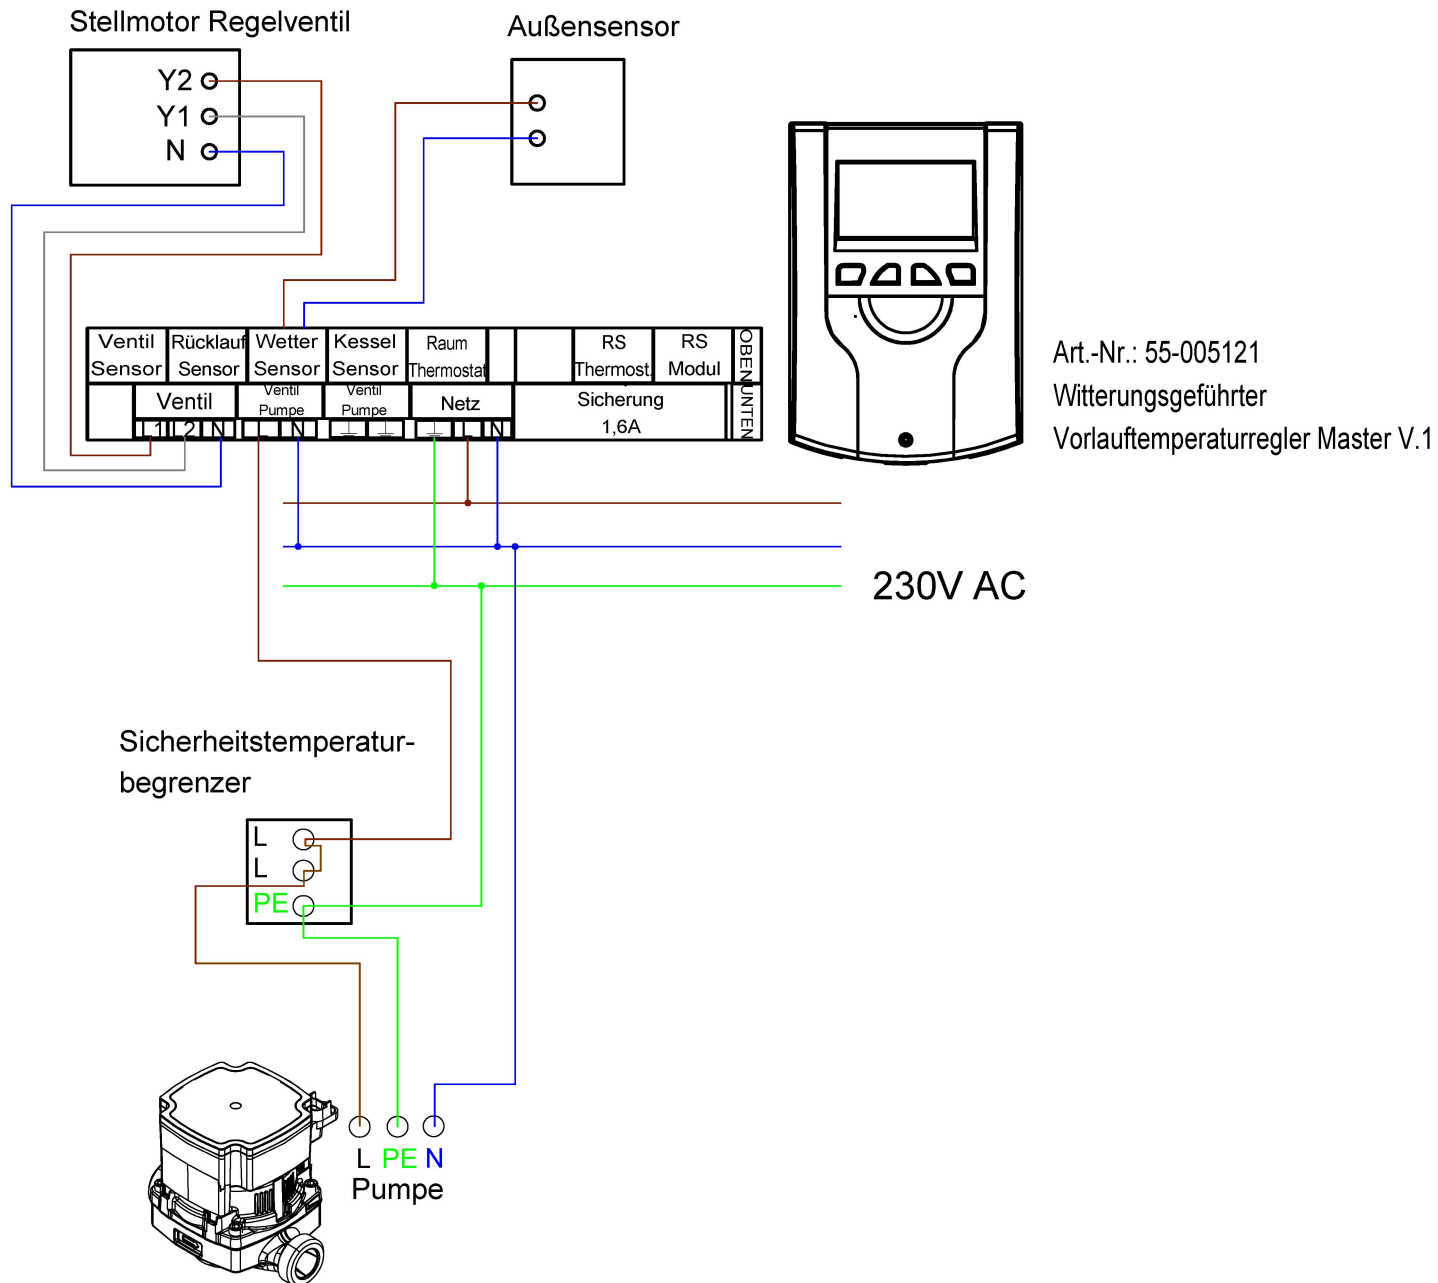 Stellmotor Regelventil
Außensensor
Y2
Y1
N
Ventil Sensor
Rücklauf Sensor
Wetter Sensor
Kessel Sensor
Raum Thermostat
RS Thermost.
RS Modul
OBEN
UNTEN
Ventil
Ventil Pumpe
Ventil Pumpe
Netz
Sicherung
1,6A
L1 L2 N
L N
L N
Art.-Nr.: 55-005121
Witterungsgeführter
Vorlauftemperaturregler Master V.1
230V AC
Sicherheitstemperatur-
begrenzer
L
L
PE
L PE N
Pumpe